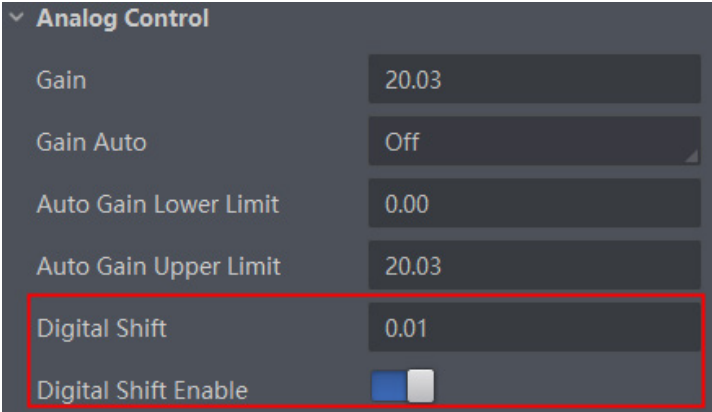 Analog Control
Gain 20.03
Gain Auto Off
Auto Gain Lower Limit 0.00
Auto Gain Upper Limit 20.03
Digital Shift 0.01
Digital Shift Enable